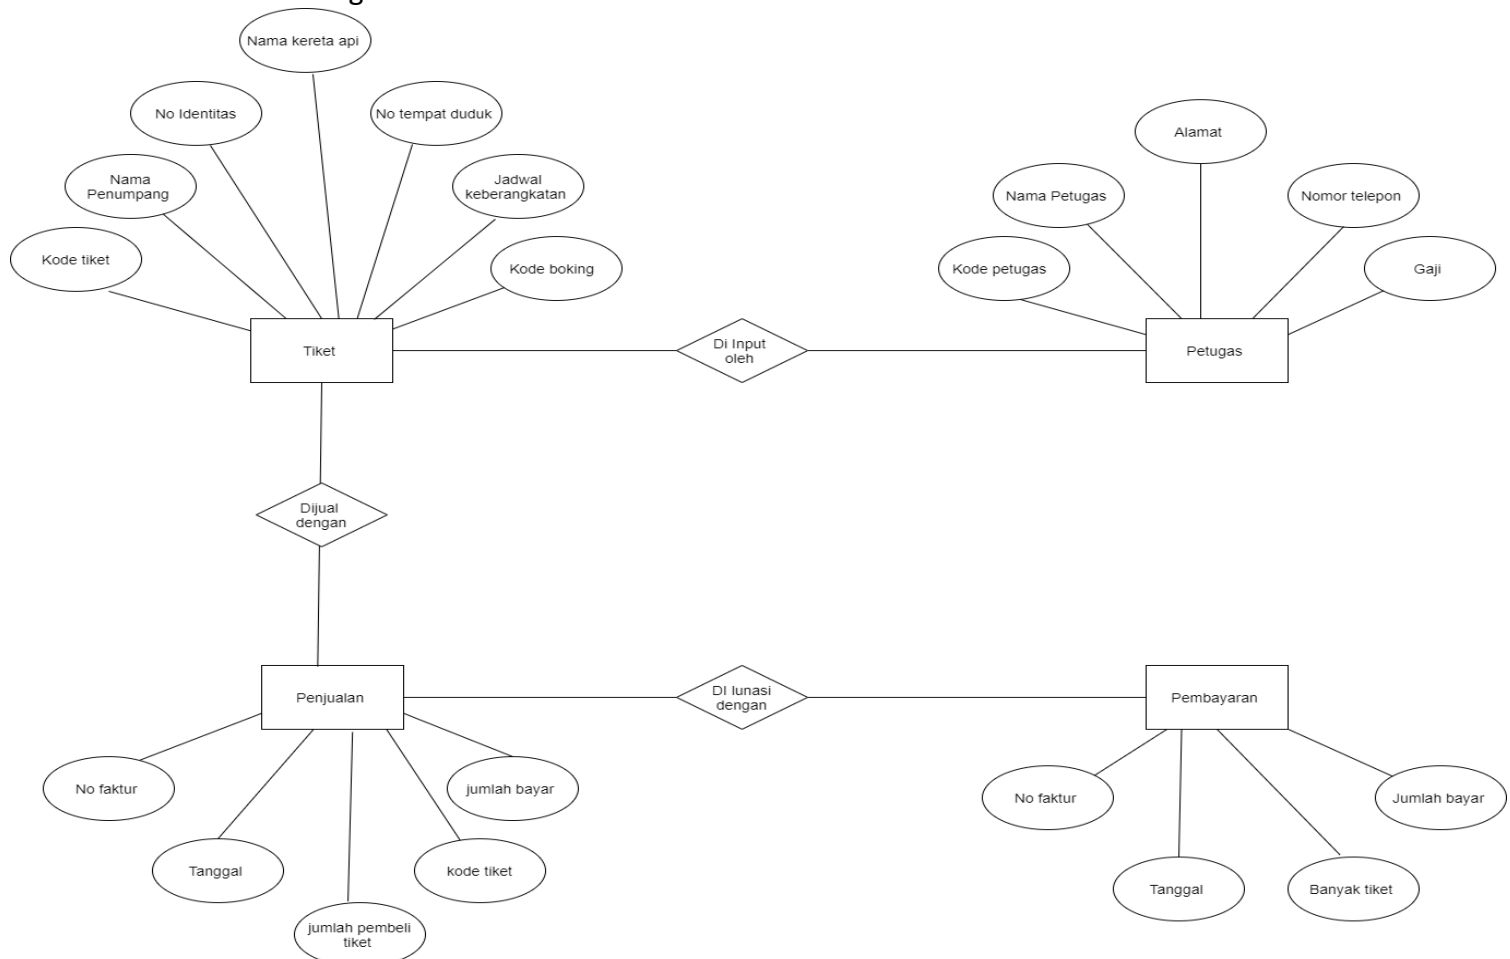 Nama kereta api
No Identitas
No tempat duduk
Nama
Penumpang
Jadwal
keberangkatan
Kode tiket
Kode boking
Alamat
Nama Petugas
Nomor telepon
Kode petugas
Gaji
Tiket
Di Input
oleh
Petugas
Dijual
dengan
Penjualan
DI lunasi
dengan
Pembayaran
No faktur
jumlah bayar
Tanggal
kode tiket
jumlah pembeli
tiket
No faktur
Jumlah bayar
Tanggal
Banyak tiket